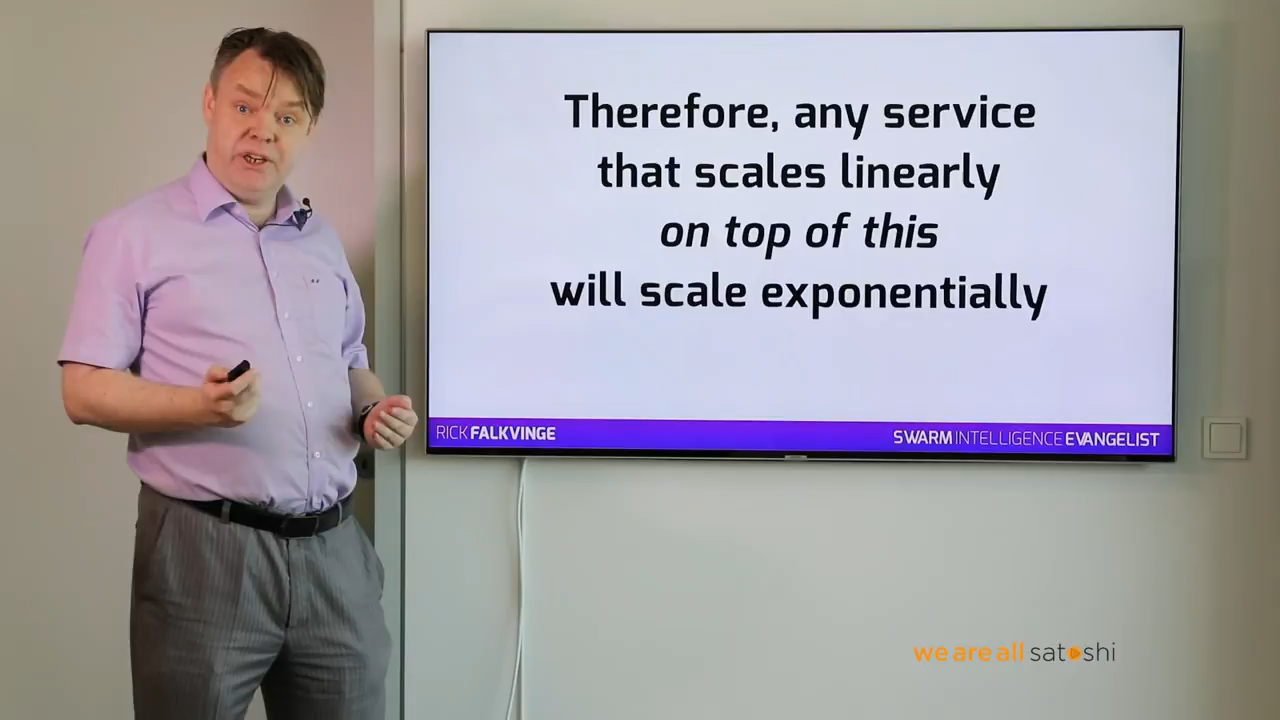 Therefore, any service
that scales linearly
on top of this
will scale exponentially
RICK FALKVINGE
SWARM INTELLIGENCE EVANGELIST
we are all satoshi